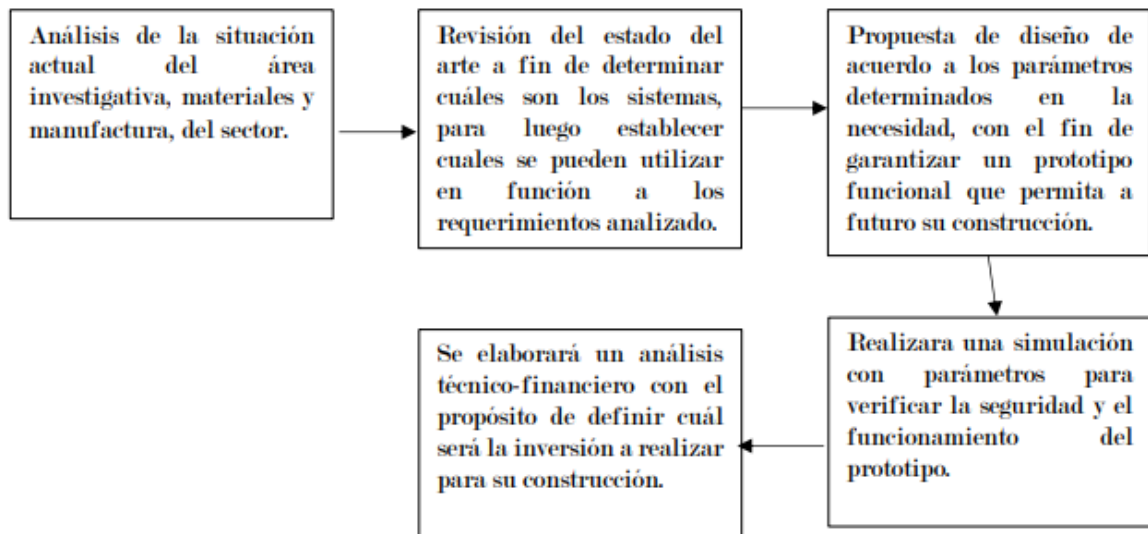 Análisis de la situación
actual del área
investigativa, materiales y
manufactura, del sector.
Revisión del estado del
arte a fin de determinar
cuáles son los sistemas,
para luego establecer
cuales se pueden utilizar
en función a los
requerimientos analizado.
Propuesta de diseño de
acuerdo a los parámetros
determinados en la
necesidad, con el fin de
garantizar un prototipo
funcional que permita a
futuro su construcción.
Realizara una simulación
con parámetros para
verificar la seguridad y el
funcionamiento del
prototipo.
Se elaborará un análisis
técnico-financiero con el
propósito de definir cuál
será la inversión a realizar
para su construcción.